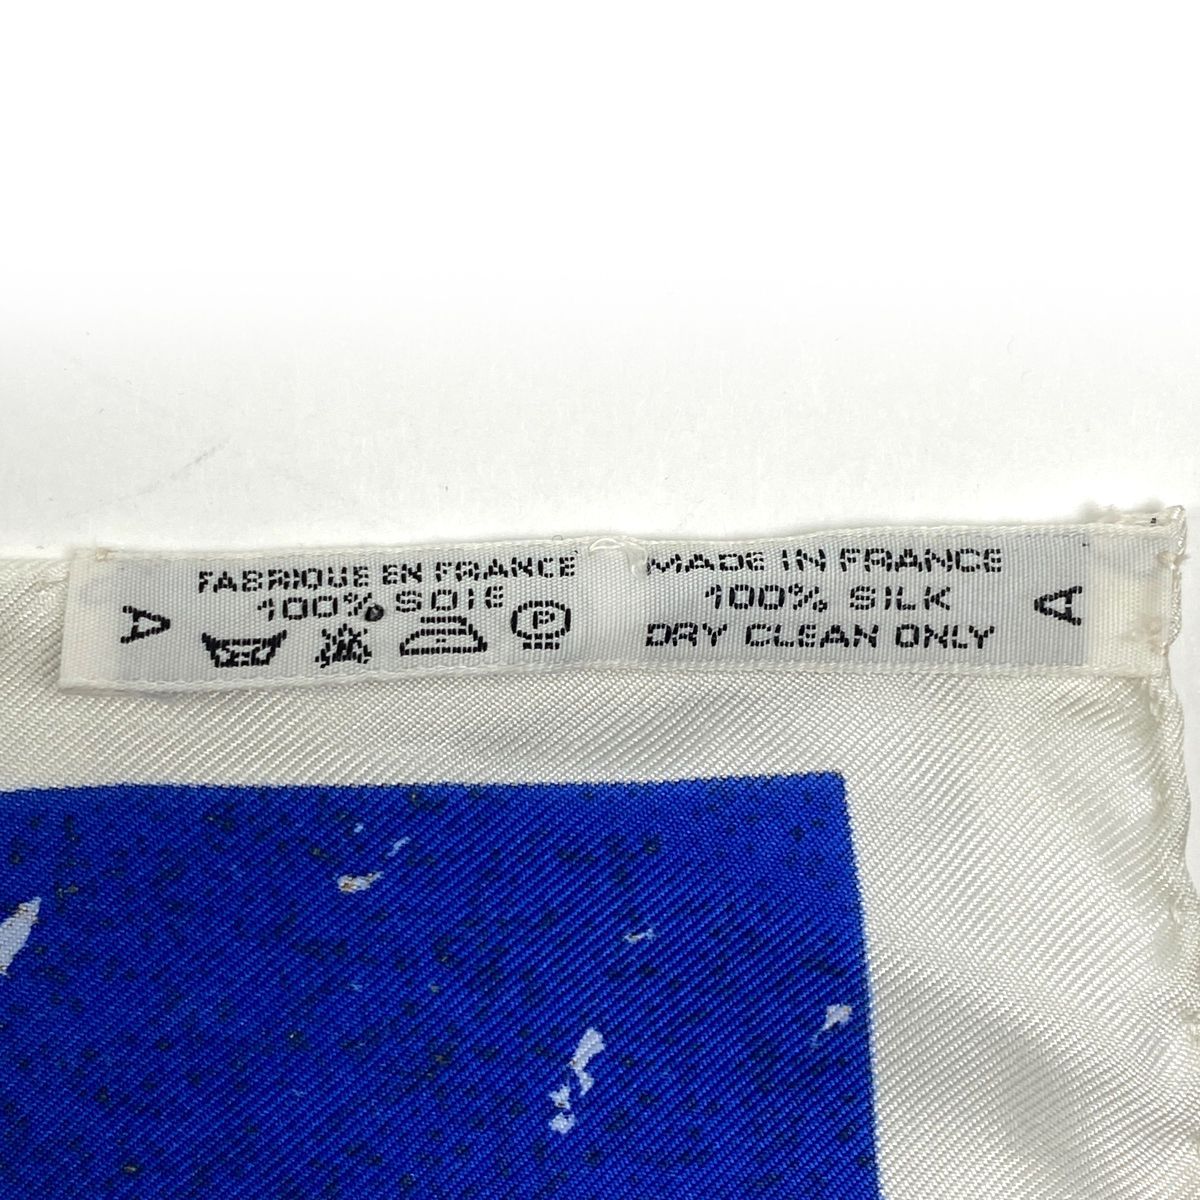 FABRIQUE EN FRANCE
100% SOIE
A
P
MADE IN FRANCE
100% SILK
DRY CLEAN ONLY
A